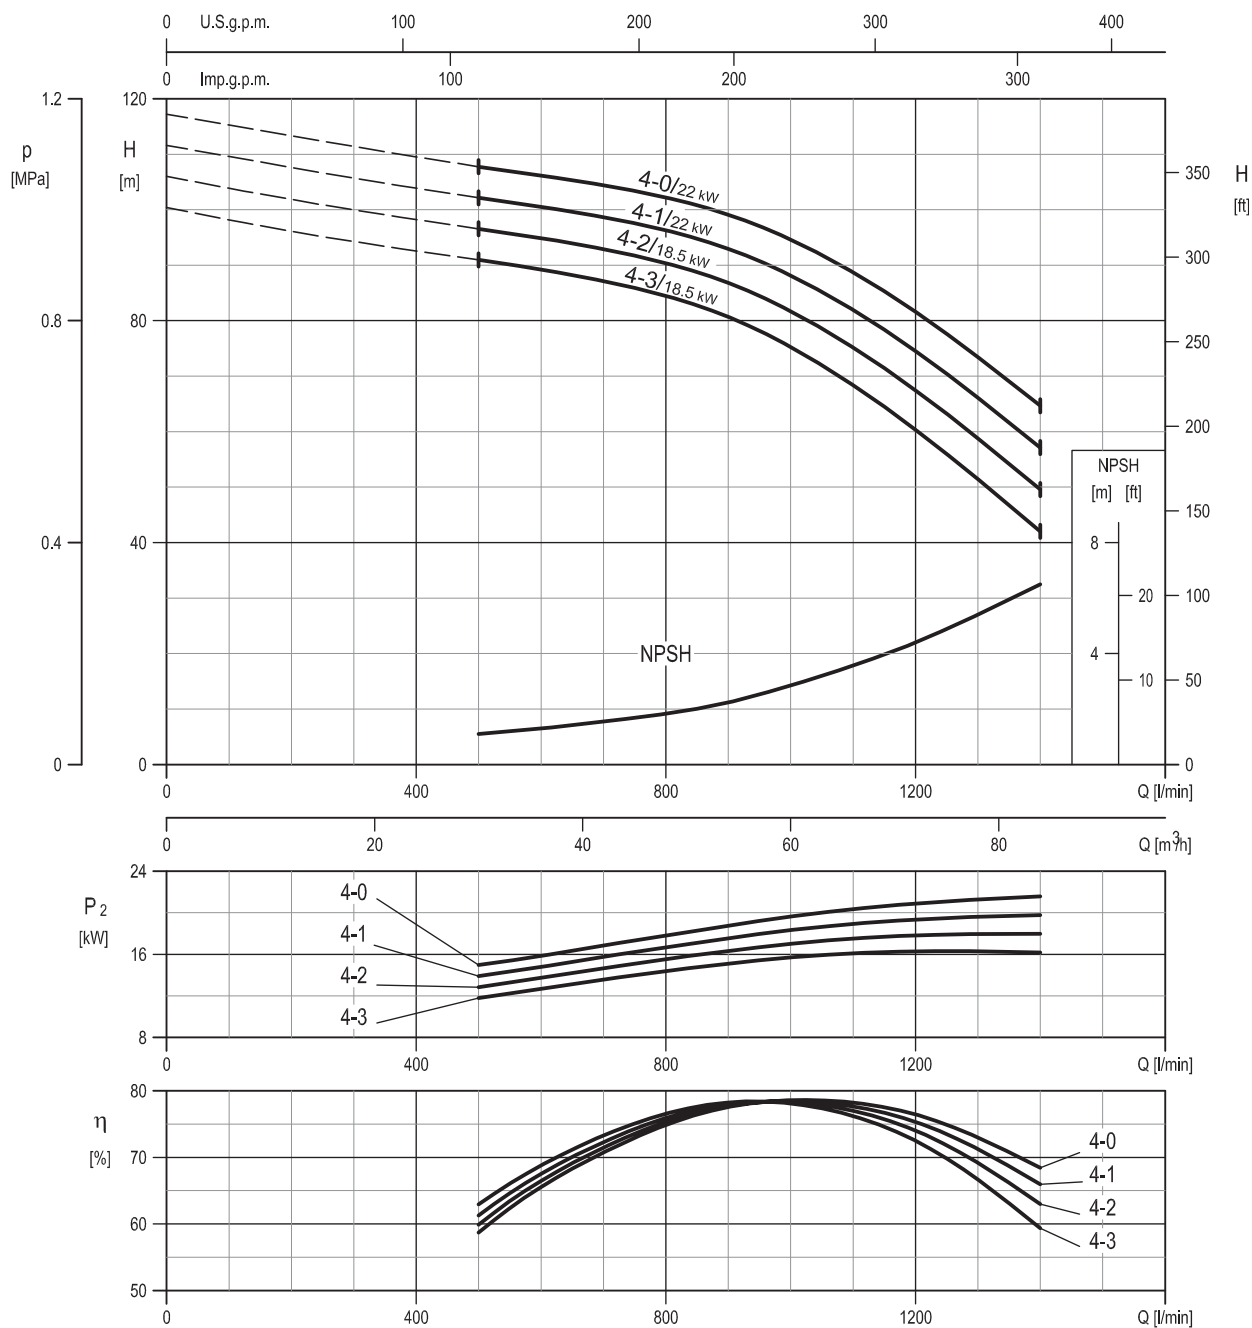 0 U.S.g.p.m. 100 200 300 400
0 Imp.g.p.m. 100 200 300
1.2 120
p H
[MPa] [m]
4-0/22 kW
4-1/22 kW
4-2/18.5 kW
4-3/18.5 kW
350
H
[ft]
300
0.8 80
250
200
NPSH
[m] [ft]
150
0.4 40 8
20 100
NPSH
4
10 50
0 0 0
0 400 800 1200 Q [l/min]
0 20 40 60 80 Q [m³/h]
24
P2
[kW]
16
8
4-0
4-1
4-2
4-3
0 400 800 1200 Q [l/min]
80
η
[%]
70
60
50
4-0
4-1
4-2
4-3
0 400 800 1200 Q [l/min]